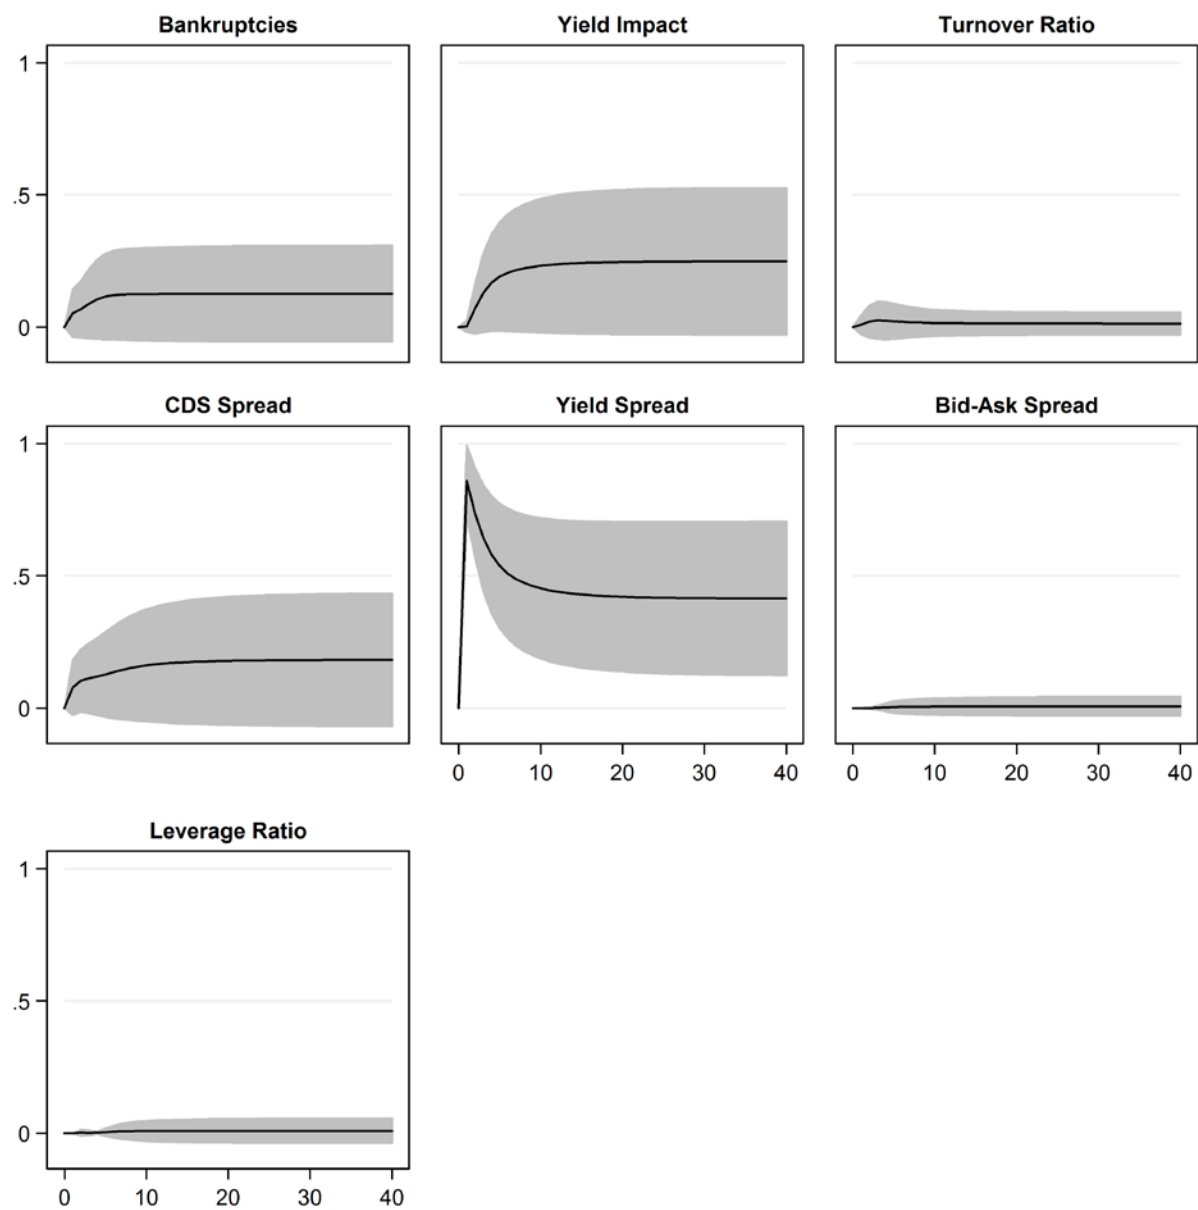 Bankruptcies Yield Impact Turnover Ratio
1
.5
0
CDS Spread Yield Spread Bid-Ask Spread
1
.5
0
0 10 20 30 40 0 10 20 30 40
Leverage Ratio
1
.5
0
0 10 20 30 40